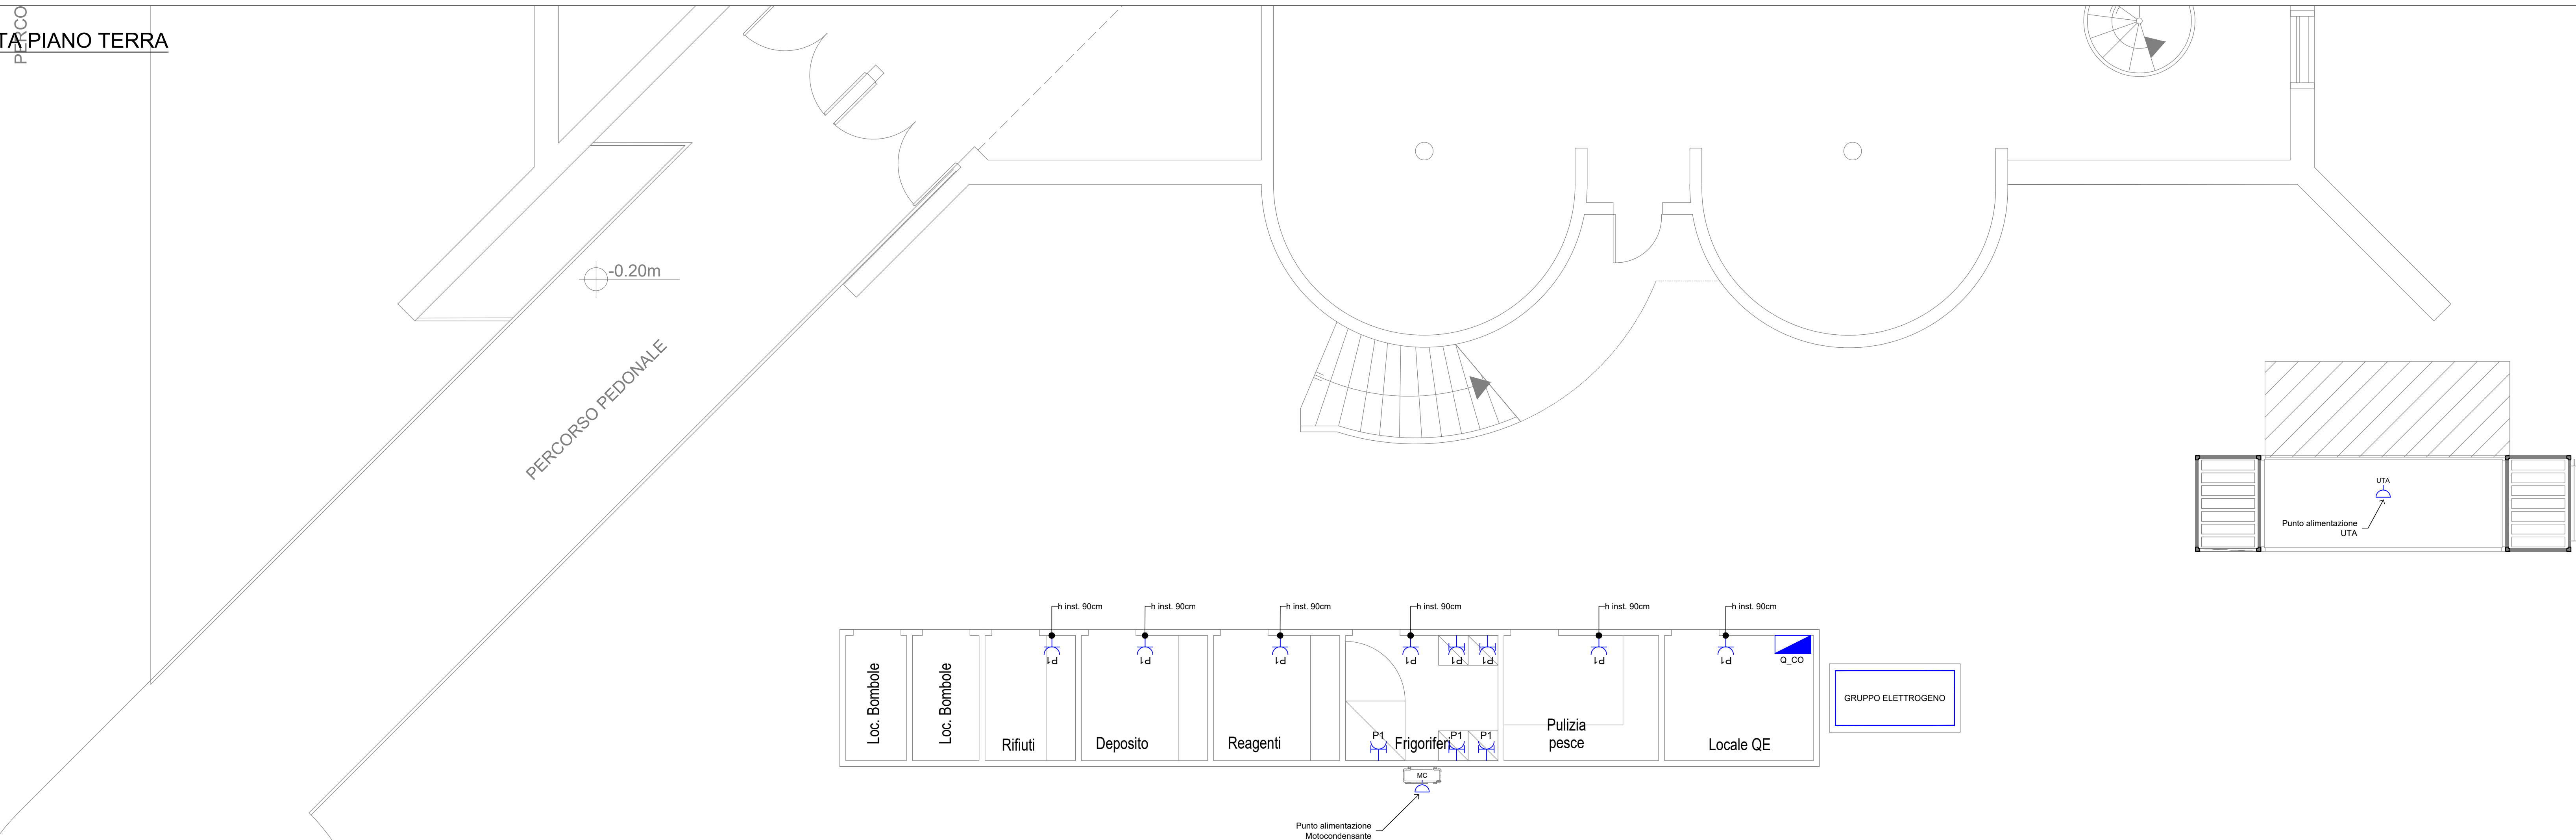 PERCO
TA PIANO TERRA
-0.20m
PERCORSO PEDONALE
UTA
Punto alimentazione
UTA
h inst. 90cm
h inst. 90cm
h inst. 90cm
h inst. 90cm
h inst. 90cm
h inst. 90cm
P1
P1
P1
P1
P1
P1
P1
P1
Q_CO
Loc. Bombole
Loc. Bombole
Rifiuti
Deposito
Reagenti
P1
Frigoriferi
P1
P1
Pulizia
pesce
Locale QE
GRUPPO ELETTROGENO
MC
Punto alimentazione
Motocondensante